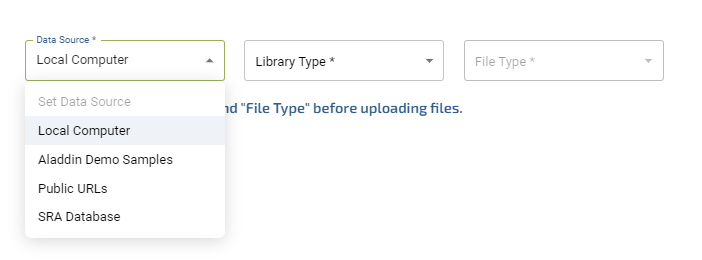 Data Source *
Local Computer
Library Type *
File Type *
Set Data Source
nd "File Type" before uploading files.
Local Computer
Aladdin Demo Samples
Public URLs
SRA Database